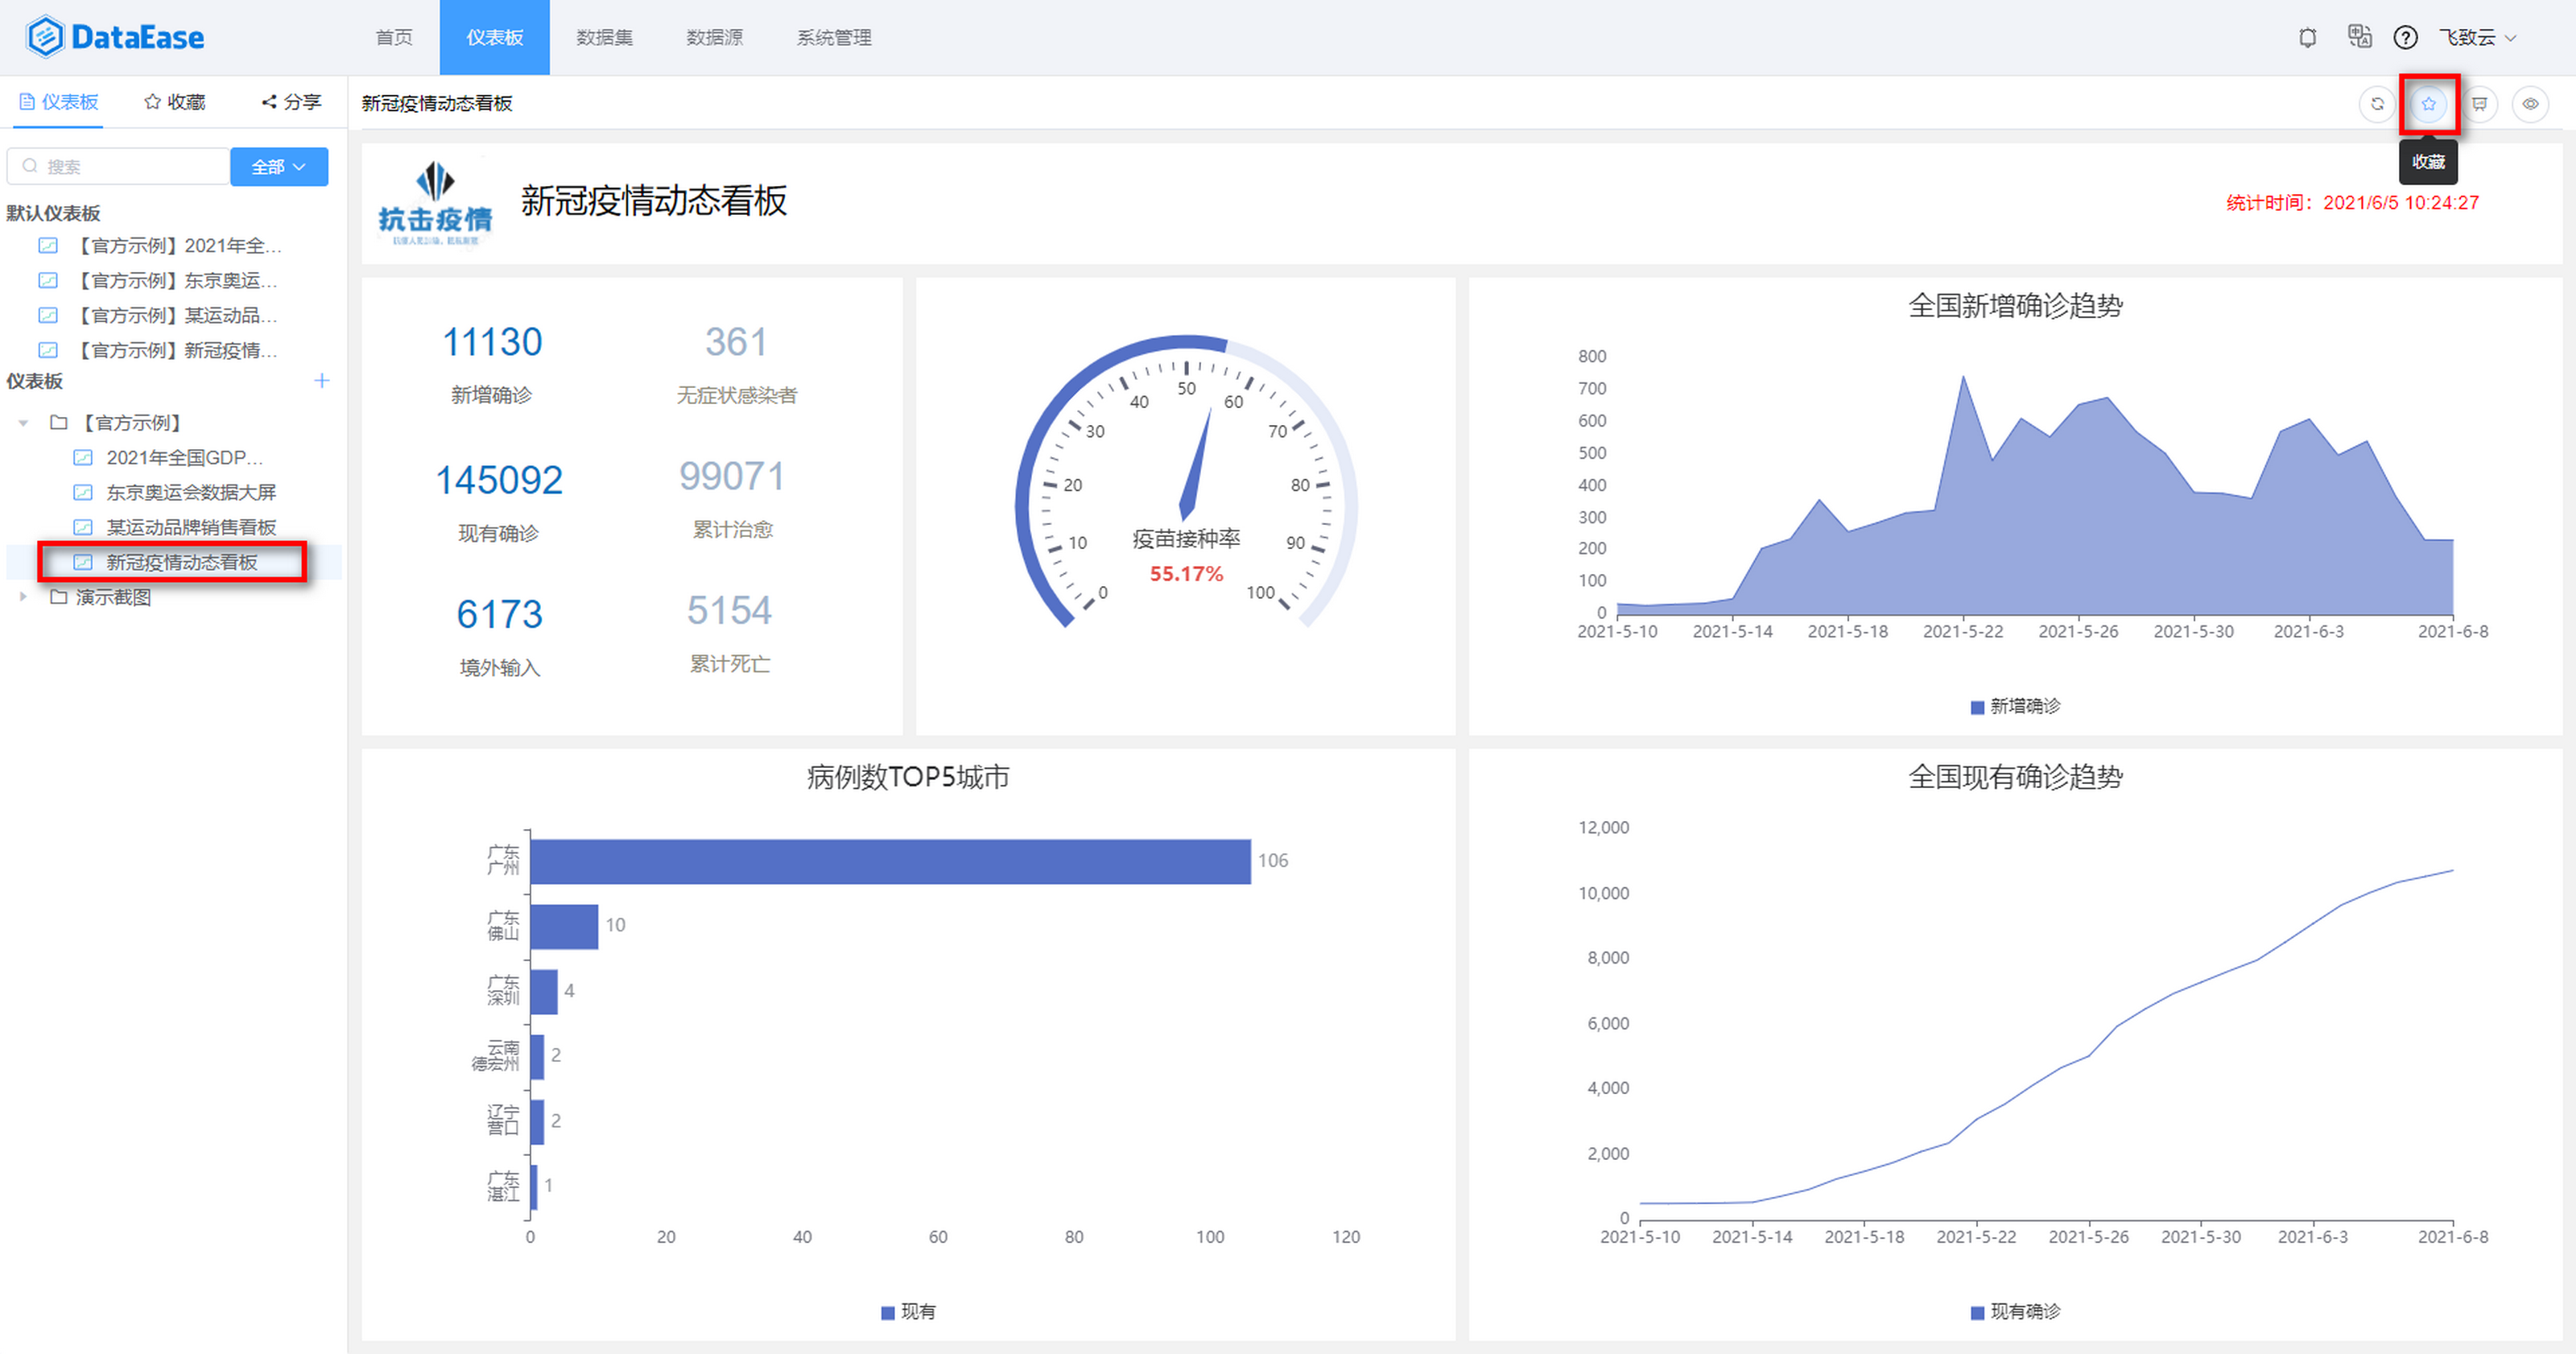 DataEase
首页
仪表板
数据集
数据源
系统管理
飞致云
仪表板
收藏
分享
新冠疫情动态看板
收藏
搜索
全部
默认仪表板
【官方示例】2021年全...
【官方示例】东京奥运...
【官方示例】某运动品...
【官方示例】新冠疫情...
仪表板
【官方示例】
2021年全国GDP...
东京奥运会数据大屏
某运动品牌销售看板
新冠疫情动态看板
演示截图
抗击疫情
新冠疫情动态看板
统计时间：2021/6/5 10:24:27
11130
新增确诊
361
无症状感染者
145092
现有确诊
99071
累计治愈
6173
境外输入
5154
累计死亡
0
10
20
30
40
50
60
70
80
90
100
疫苗接种率
55.17%
全国新增确诊趋势
800
700
600
500
400
300
200
100
0
2021-5-10
2021-5-14
2021-5-18
2021-5-22
2021-5-26
2021-5-30
2021-6-3
2021-6-8
新增确诊
病例数TOP5城市
广东
广州
106
广东
佛山
10
广东
深圳
4
云南
德宏州
2
辽宁
营口
2
广东
湛江
1
0
20
40
60
80
100
120
现有
全国现有确诊趋势
12,000
10,000
8,000
6,000
4,000
2,000
0
2021-5-10
2021-5-14
2021-5-18
2021-5-22
2021-5-26
2021-5-30
2021-6-3
2021-6-8
现有确诊